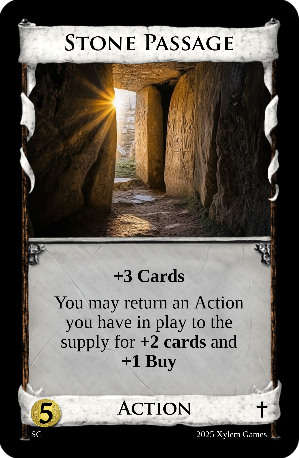 STONE PASSAGE
+3 Cards
You may return an Action
you have in play to the
supply for +2 cards and
+1 Buy
5
ACTION
SC
2025 Xylem Games